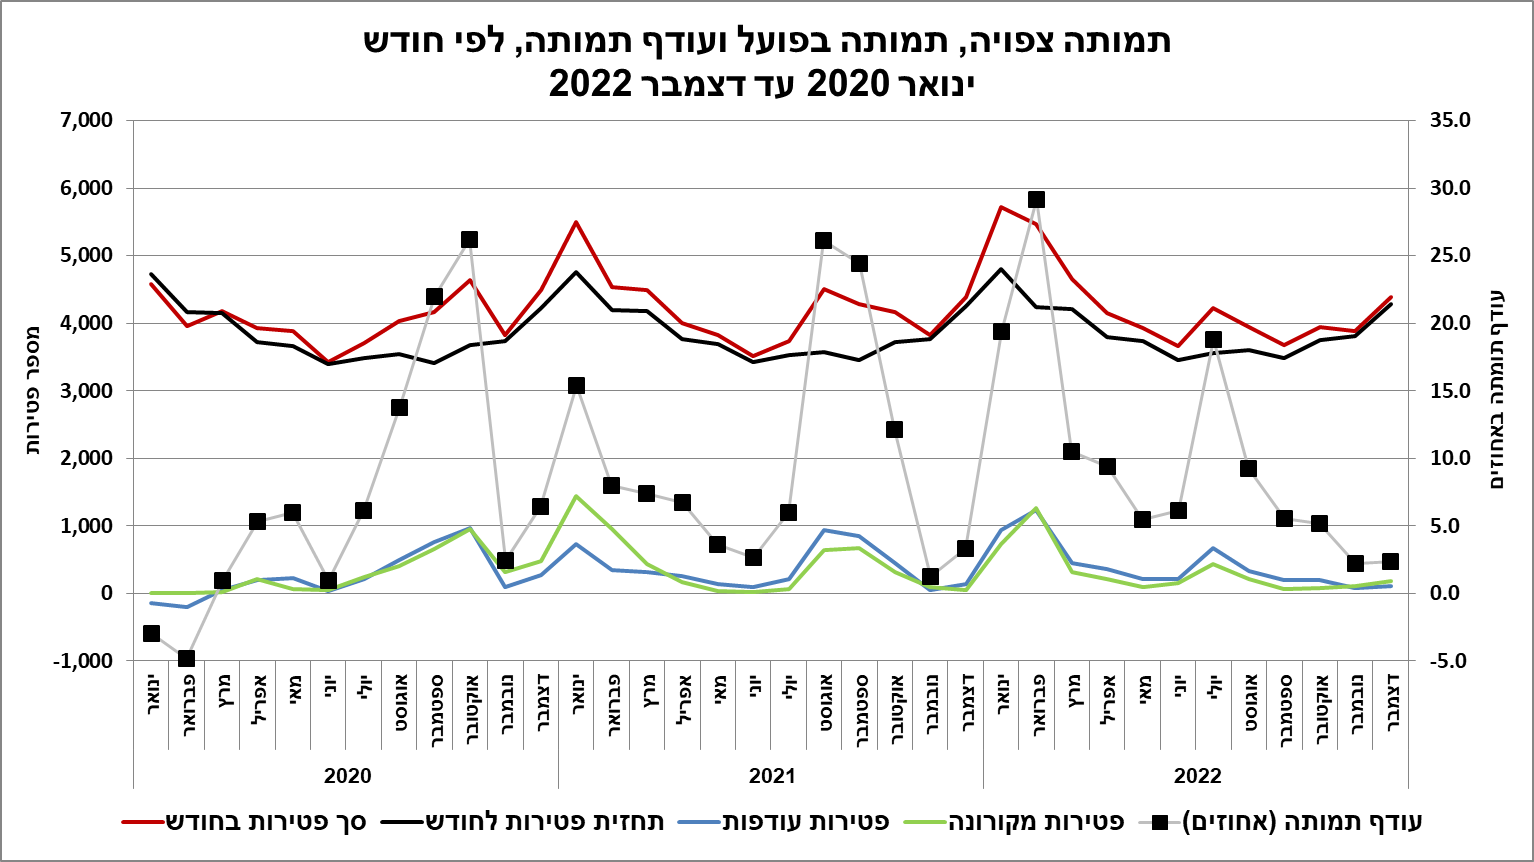 תמותה צפויה, תמותה בפועל ועודף תמותה, לפי חודש
ינואר 2020 עד דצמבר 2022
מספר פטירות
7,000
6,000
5,000
4,000
3,000
2,000
1,000
0
-1,000
עודף תומתה באחוזים
35.0
30.0
25.0
20.0
15.0
10.0
5.0
0.0
-5.0
ינואר
פברואר
מרץ
אפריל
מאי
יוני
יולי
אוגוסט
ספטמבר
אוקטובר
נובמבר
דצמבר
ינואר
פברואר
מרץ
אפריל
מאי
יוני
יולי
אוגוסט
ספטמבר
אוקטובר
נובמבר
דצמבר
ינואר
פברואר
מרץ
אפריל
מאי
יוני
יולי
אוגוסט
ספטמבר
אוקטובר
נובמבר
דצמבר
2020
2021
2022
סך פטירות בחודש
תחזית פטירות לחודש
פטירות עודפות
פטירות מקורונה
עודף תמותה (אחוזים)